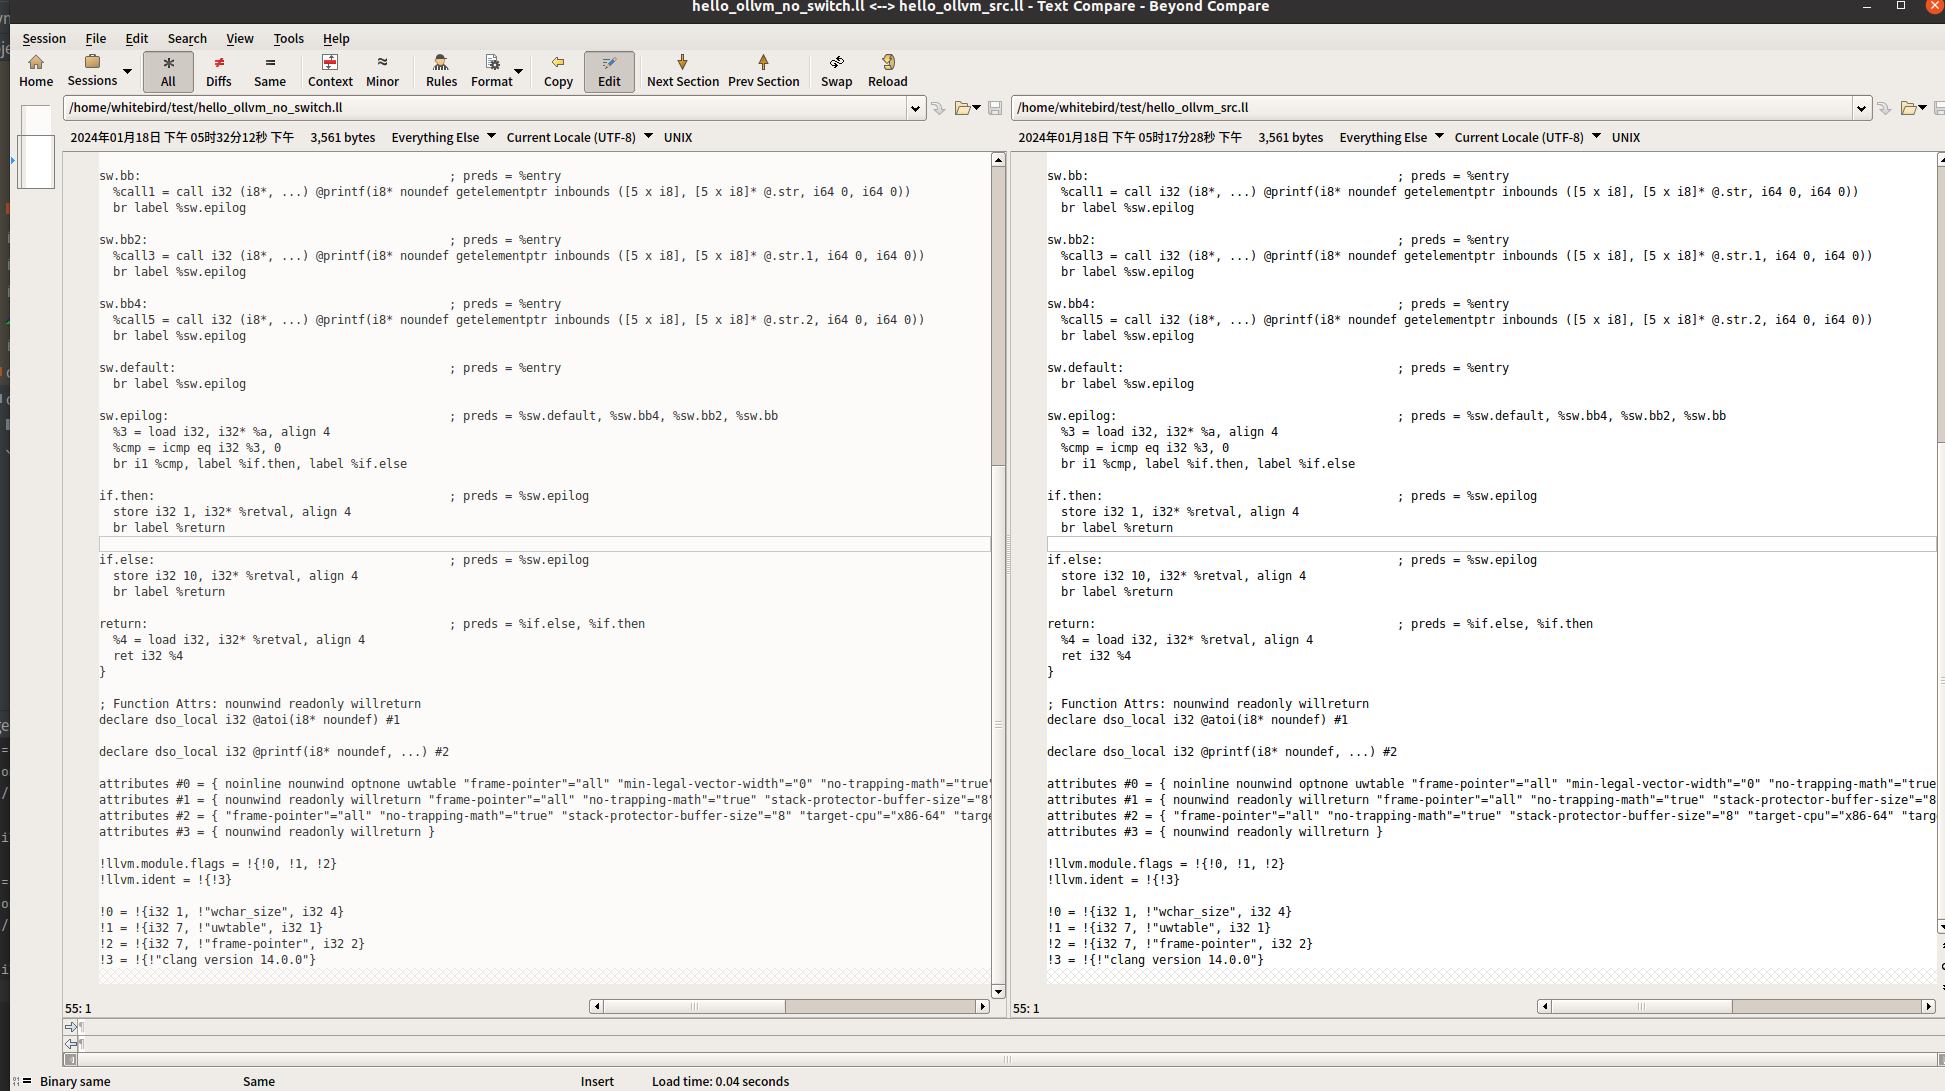 hello_ollvm_no_switch.ll <--> hello_ollvm_src.ll - Text Compare - Beyond Compare
Session File Edit Search View Tools Help
Home Sessions All Diffs Same Context Minor Rules Format Copy Edit Next Section Prev Section Swap Reload
/home/whitebird/test/hello_ollvm_no_switch.ll
2024年01月18日 下午 05时32分12秒 下午 3,561 bytes Everything Else Current Locale (UTF-8) UNIX
sw.bb: ; preds = %entry
%call1 = call i32 (i8*, ...) @printf(i8* noundef getelementptr inbounds ([5 x i8], [5 x i8]* @.str, i64 0, i64 0))
br label %sw.epilog
sw.bb2: ; preds = %entry
%call3 = call i32 (i8*, ...) @printf(i8* noundef getelementptr inbounds ([5 x i8], [5 x i8]* @.str.1, i64 0, i64 0))
br label %sw.epilog
sw.bb4: ; preds = %entry
%call5 = call i32 (i8*, ...) @printf(i8* noundef getelementptr inbounds ([5 x i8], [5 x i8]* @.str.2, i64 0, i64 0))
br label %sw.epilog
sw.default: ; preds = %entry
br label %sw.epilog
sw.epilog: ; preds = %sw.default, %sw.bb4, %sw.bb2, %sw.bb
%3 = load i32, i32* %a, align 4
%cmp = icmp eq i32 %3, 0
br i1 %cmp, label %if.then, label %if.else
if.then: ; preds = %sw.epilog
store i32 1, i32* %retval, align 4
br label %return
if.else: ; preds = %sw.epilog
store i32 10, i32* %retval, align 4
br label %return
return: ; preds = %if.else, %if.then
%4 = load i32, i32* %retval, align 4
ret i32 %4
}
; Function Attrs: nounwind readonly willreturn
declare dso_local i32 @atoi(i8* noundef) #1
declare dso_local i32 @printf(i8* noundef, ...) #2
attributes #0 = { noinline nounwind optnone uwtable "frame-pointer"="all" "min-legal-vector-width"="0" "no-trapping-math"="true"
attributes #1 = { nounwind readonly willreturn "frame-pointer"="all" "no-trapping-math"="true" "stack-protector-buffer-size"="8"
attributes #2 = { "frame-pointer"="all" "no-trapping-math"="true" "stack-protector-buffer-size"="8" "target-cpu"="x86-64" "targe
attributes #3 = { nounwind readonly willreturn }
!llvm.module.flags = !{!0, !1, !2}
!llvm.ident = !{!3}
!0 = !{i32 1, !"wchar_size", i32 4}
!1 = !{i32 7, !"uwtable", i32 1}
!2 = !{i32 7, !"frame-pointer", i32 2}
!3 = !{!"clang version 14.0.0"}
55: 1
/home/whitebird/test/hello_ollvm_src.ll
2024年01月18日 下午 05时17分28秒 下午 3,561 bytes Everything Else Current Locale (UTF-8) UNIX
sw.bb: ; preds = %entry
%call1 = call i32 (i8*, ...) @printf(i8* noundef getelementptr inbounds ([5 x i8], [5 x i8]* @.str, i64 0, i64 0))
br label %sw.epilog
sw.bb2: ; preds = %entry
%call3 = call i32 (i8*, ...) @printf(i8* noundef getelementptr inbounds ([5 x i8], [5 x i8]* @.str.1, i64 0, i64 0))
br label %sw.epilog
sw.bb4: ; preds = %entry
%call5 = call i32 (i8*, ...) @printf(i8* noundef getelementptr inbounds ([5 x i8], [5 x i8]* @.str.2, i64 0, i64 0))
br label %sw.epilog
sw.default: ; preds = %entry
br label %sw.epilog
sw.epilog: ; preds = %sw.default, %sw.bb4, %sw.bb2, %sw.bb
%3 = load i32, i32* %a, align 4
%cmp = icmp eq i32 %3, 0
br i1 %cmp, label %if.then, label %if.else
if.then: ; preds = %sw.epilog
store i32 1, i32* %retval, align 4
br label %return
if.else: ; preds = %sw.epilog
store i32 10, i32* %retval, align 4
br label %return
return: ; preds = %if.else, %if.then
%4 = load i32, i32* %retval, align 4
ret i32 %4
}
; Function Attrs: nounwind readonly willreturn
declare dso_local i32 @atoi(i8* noundef) #1
declare dso_local i32 @printf(i8* noundef, ...) #2
attributes #0 = { noinline nounwind optnone uwtable "frame-pointer"="all" "min-legal-vector-width"="0" "no-trapping-math"="true
attributes #1 = { nounwind readonly willreturn "frame-pointer"="all" "no-trapping-math"="true" "stack-protector-buffer-size"="8
attributes #2 = { "frame-pointer"="all" "no-trapping-math"="true" "stack-protector-buffer-size"="8" "target-cpu"="x86-64" "targ
attributes #3 = { nounwind readonly willreturn }
!llvm.module.flags = !{!0, !1, !2}
!llvm.ident = !{!3}
!0 = !{i32 1, !"wchar_size", i32 4}
!1 = !{i32 7, !"uwtable", i32 1}
!2 = !{i32 7, !"frame-pointer", i32 2}
!3 = !{!"clang version 14.0.0"}
55: 1
Binary same Same Insert Load time: 0.04 seconds